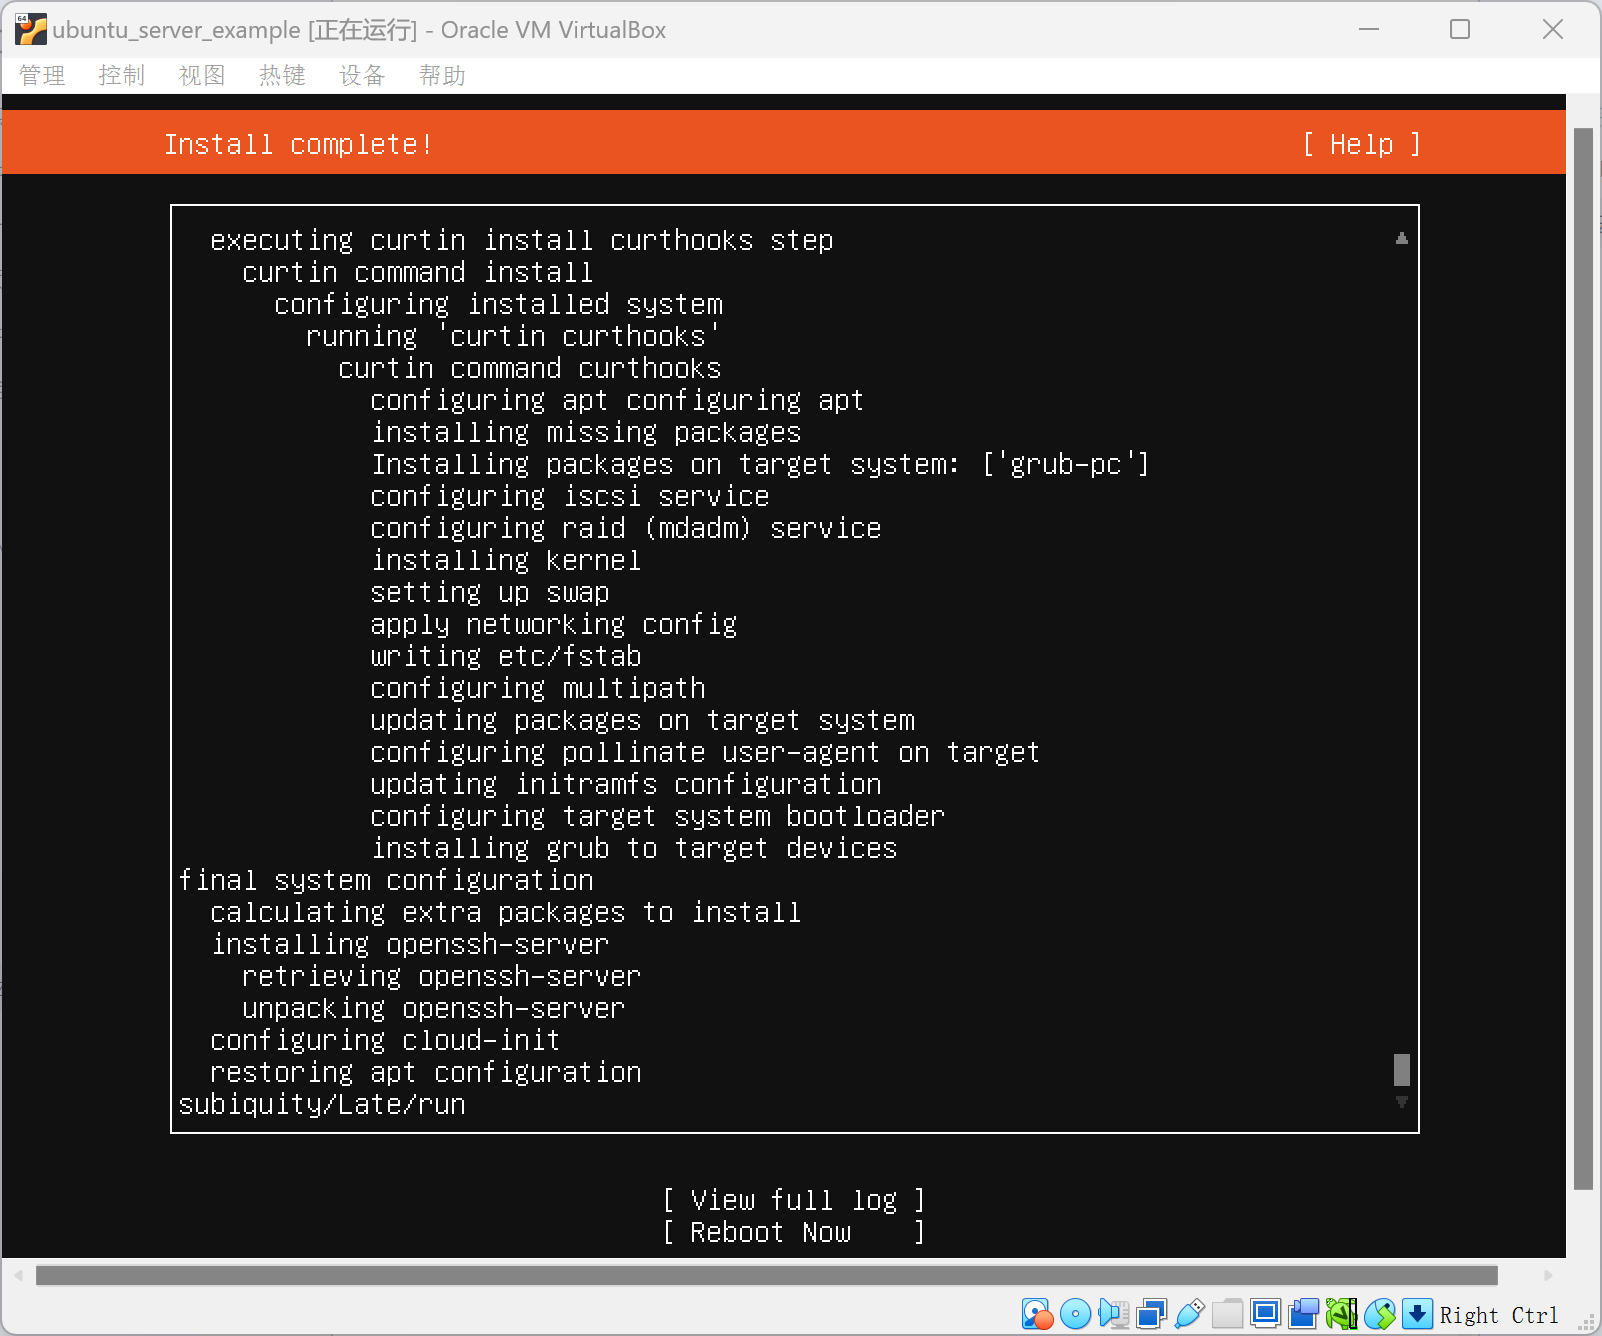 ubuntu_server_example [正在运行] - Oracle VM VirtualBox
管理 控制 视图 热键 设备 帮助
Install complete! [ Help ]
executing curtin install curthooks step
curtin command install
configuring installed system
running 'curtin curthooks'
curtin command curthooks
configuring apt configuring apt
installing missing packages
Installing packages on target system: ['grub-pc']
configuring iscsi service
configuring raid (mdadm) service
installing kernel
setting up swap
apply networking config
writing etc/fstab
configuring multipath
updating packages on target system
configuring pollinate user-agent on target
updating initramfs configuration
configuring target system bootloader
installing grub to target devices
final system configuration
calculating extra packages to install
installing openssh-server
retrieving openssh-server
unpacking openssh-server
configuring cloud-init
restoring apt configuration
subiquity/Late/run
[ View full log ]
[ Reboot Now ]
Right Ctrl